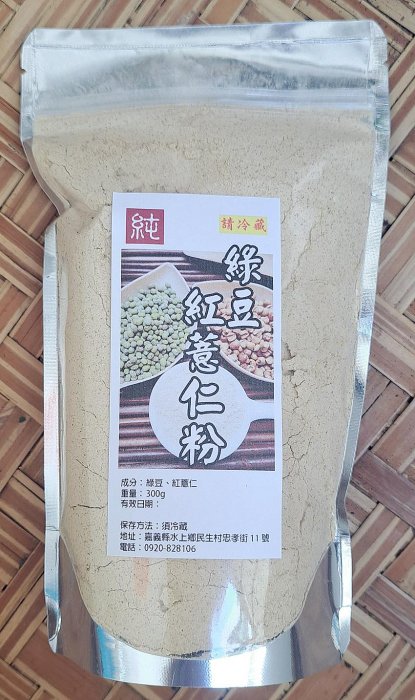 純
請冷藏
綠豆
紅薏仁粉
成分：綠豆、紅薏仁
重量：300g
有效日期：
保存方法：須冷藏
地址：嘉義縣水上鄉民生村忠孝街 11 號
電話：0920-828106